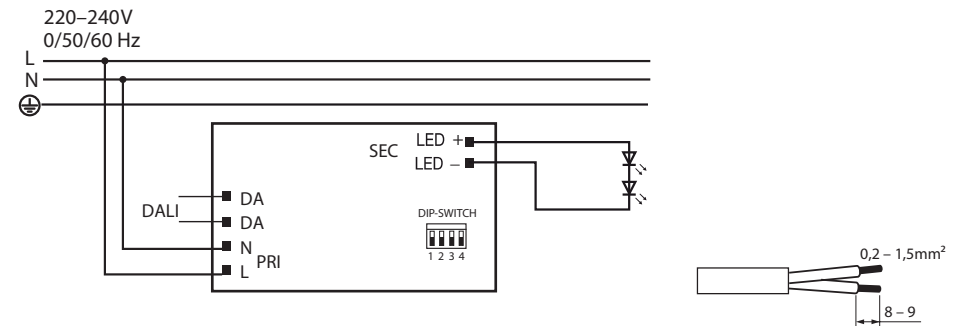 220–240V
0/50/60 Hz
L
N
SEC
LED +
LED –
DALI
DA
DA
N
PRI
L
DIP-SWITCH
1 2 3 4
0,2 – 1,5mm²
8 – 9